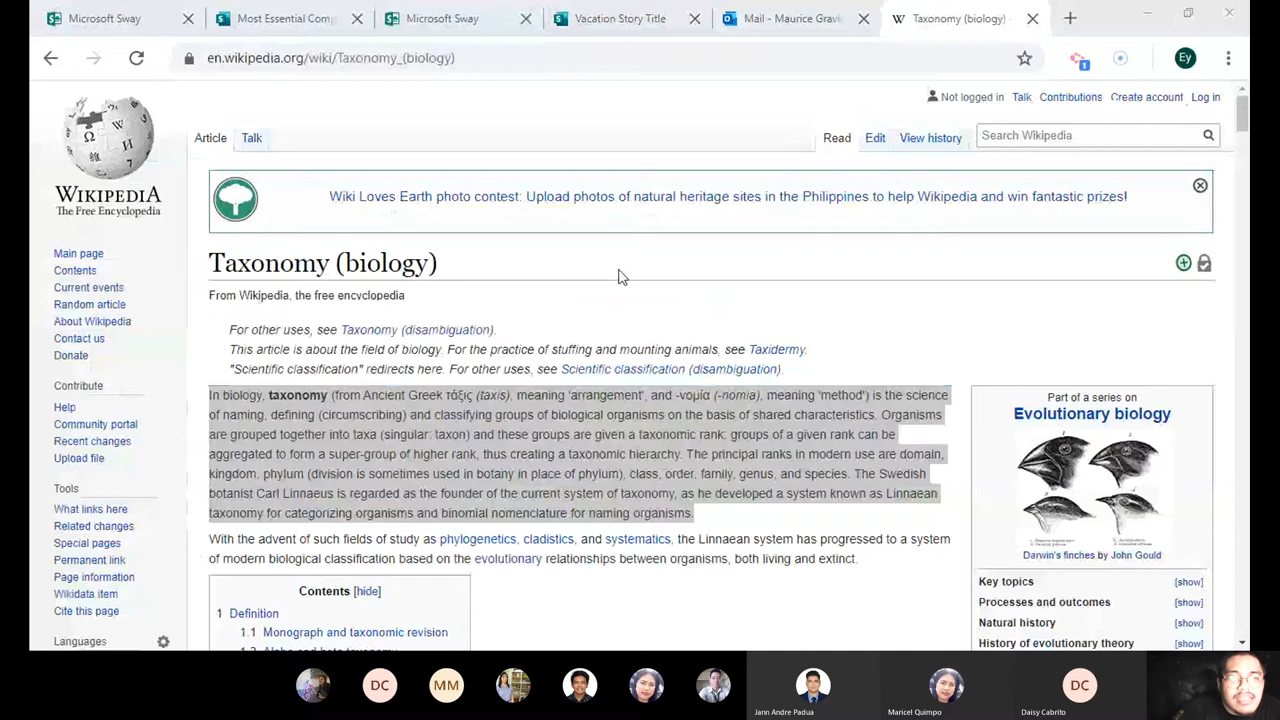 Microsoft Sway
Most Essential Comp
Microsoft Sway
Vacation Story Title
Mail - Maurice Gravi
Taxonomy (biology) -
en.wikipedia.org/wiki/Taxonomy_(biology)
1
Ey
Not logged in Talk Contributions Create account Log in
Article Talk
Read Edit View history
Search Wikipedia
WIKIPEDIA
The Free Encyclopedia
Wiki Loves Earth photo contest: Upload photos of natural heritage sites in the Philippines to help Wikipedia and win fantastic prizes!
Main page
Contents
Current events
Random article
About Wikipedia
Contact us
Donate
Contribute
Help
Community portal
Recent changes
Upload file
Tools
What links here
Related changes
Special pages
Permanent link
Page information
Wikidata item
Cite this page
Languages
Taxonomy (biology)
From Wikipedia, the free encyclopedia
For other uses, see Taxonomy (disambiguation).
This article is about the field of biology. For the practice of stuffing and mounting animals, see Taxidermy.
"Scientific classification" redirects here. For other uses, see Scientific classification (disambiguation).
In biology, taxonomy (from Ancient Greek τάξις (taxis), meaning 'arrangement', and -νομία (-nomia), meaning 'method') is the science
of naming, defining (circumscribing) and classifying groups of biological organisms on the basis of shared characteristics. Organisms
are grouped together into taxa (singular: taxon) and these groups are given a taxonomic rank; groups of a given rank can be
aggregated to form a super-group of higher rank, thus creating a taxonomic hierarchy. The principal ranks in modern use are domain,
kingdom, phylum (division is sometimes used in botany in place of phylum), class, order, family, genus, and species. The Swedish
botanist Carl Linnaeus is regarded as the founder of the current system of taxonomy, as he developed a system known as Linnaean
taxonomy for categorizing organisms and binomial nomenclature for naming organisms.
With the advent of such fields of study as phylogenetics, cladistics, and systematics, the Linnaean system has progressed to a system
of modern biological classification based on the evolutionary relationships between organisms, both living and extinct.
Contents [hide]
1 Definition
1.1 Monograph and taxonomic revision
Part of a series on
Evolutionary biology
Darwin's finches by John Gould
Key topics [show]
Processes and outcomes [show]
Natural history [show]
History of evolutionary theory [show]
DC
MM
Jann Andre Padua
Maricel Quimpo
DC
Daisy Cabrito